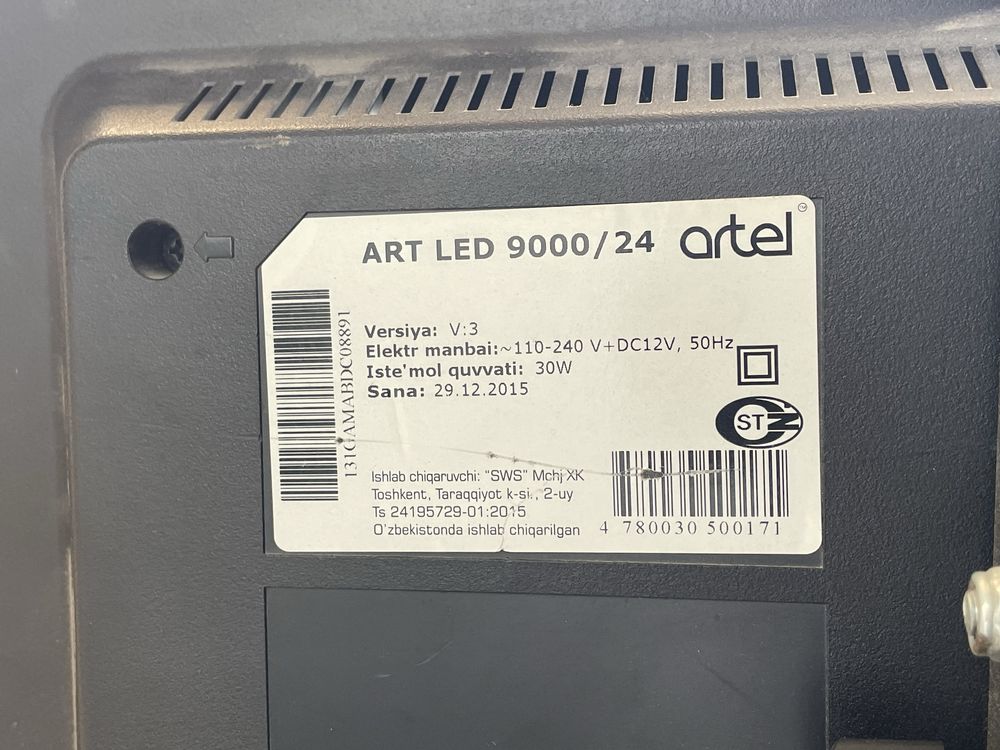 ART LED 9000/24 artel
TM
131GAMABDC08891
Versiya: V:3
Elektr manbai:~110-240 V+DC12V, 50Hz
Iste'mol quvvati: 30W
Sana: 29.12.2015
ST
Ishlab chiqaruvchi: "SWS" Mchj XK
Toshkent, Taraqqiyot k-si., 2-uy
Ts 24195729-01:2015
O'zbekistonda ishlab chiqarilgan
4 780030 500171